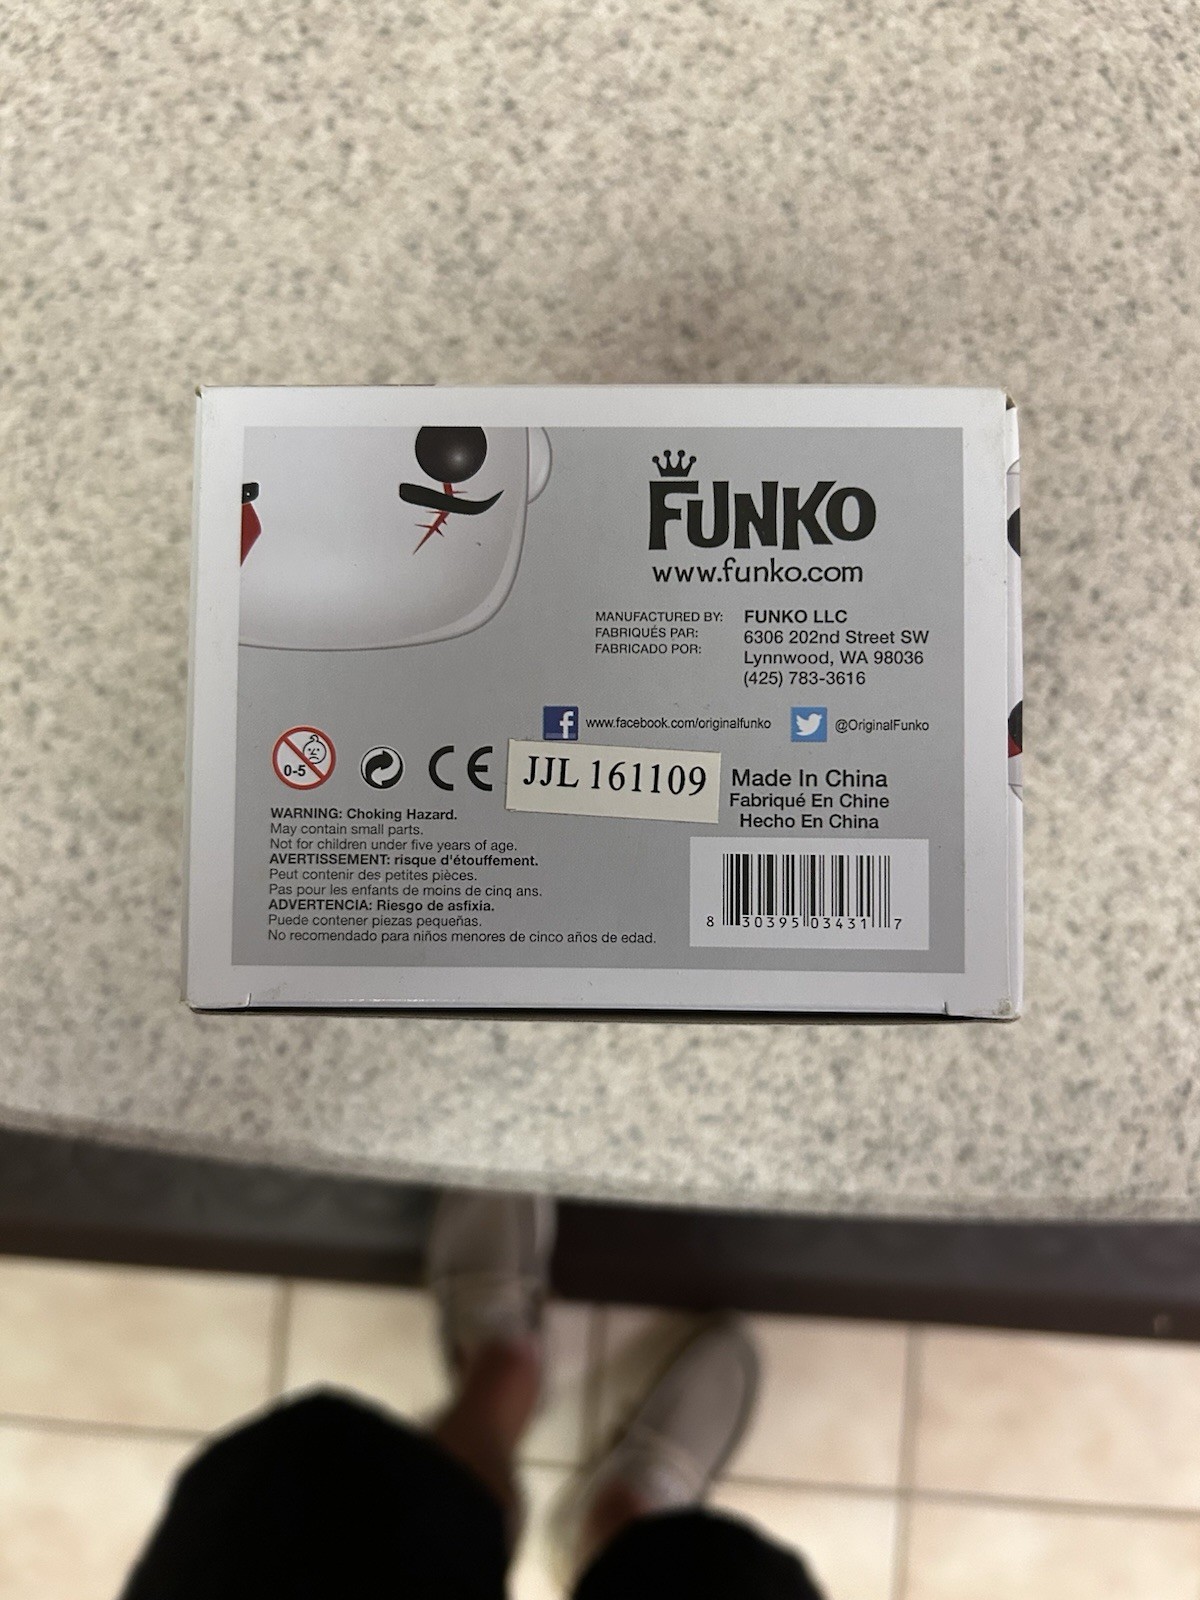 FUNKO
www.funko.com
MANUFACTURED BY: FUNKO LLC
FABRIQUÉS PAR: 6306 202nd Street SW
FABRICADO POR: Lynnwood, WA 98036
(425) 783-3616
f www.facebook.com/originalfunko @OriginalFunko
0-5 CE JJL 161109 Made In China
Fabriqué En Chine
Hecho En China
WARNING: Choking Hazard.
May contain small parts.
Not for children under five years of age.
AVERTISSEMENT: risque d'étouffement.
Peut contenir des petites pièces.
Pas pour les enfants de moins de cinq ans.
ADVERTENCIA: Riesgo de asfixia.
Puede contener piezas pequeñas.
No recomendado para niños menores de cinco años de edad.
8 30395 03431 7